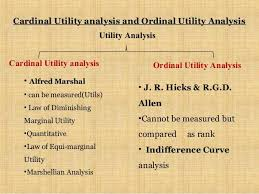 Cardinal Utility analysis and Ordinal Utility Analysis
Utility Analysis
Cardinal Utility analysis
• Alfred Marshal
• can be measured(Utils)
• Law of Diminishing
Marginal Utility
•Quantitative
•Law of Equi-marginal
Utility
•Marshellian Analysis
Ordinal Utility Analysis
• J. R. Hicks & R.G.D.
Allen
•Cannot be measured but
compared as rank
• Indifference Curve
analysis